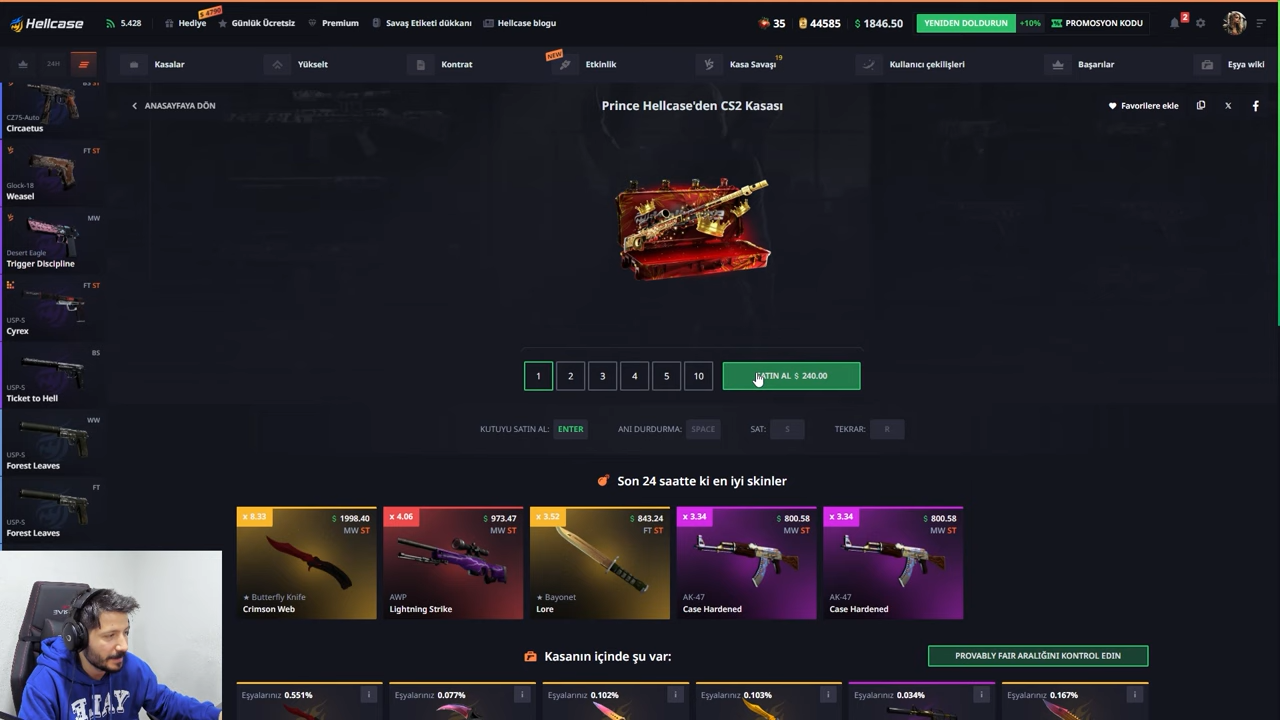 Hellcase
5.428
Hediye
$ 4790
Günlük Ücretsiz
Premium
Savaş Etiketi dükkanı
Hellcase blogu
35
44585
$ 1846.50
YENİDEN DOLDURUN
+10%
PROMOSYON KODU
2
24H
Kasalar
Yükselt
Kontrat
NEW
Etkinlik
Kasa Savaşı
19
Kullanıcı çekilişleri
Başarılar
Eşya wiki
ANASAYFAYA DÖN
Prince Hellcase'den CS2 Kasası
Favorilere ekle
BS ST
CZ75-Auto
Circaetus
FT ST
Glock-18
Weasel
MW
Desert Eagle
Trigger Discipline
FT ST
USP-S
Cyrex
BS
USP-S
Ticket to Hell
WW
USP-S
Forest Leaves
FT
USP-S
Forest Leaves
1 2 3 4 5 10
SATIN AL $ 240.00
KUTUYU SATIN AL: ENTER
ANI DURDURMA: SPACE
SAT: S
TEKRAR: R
Son 24 saatte ki en iyi skinler
x 8.33
$ 1998.40
MW ST
★ Butterfly Knife
Crimson Web
x 4.06
$ 973.47
MW ST
AWP
Lightning Strike
x 3.52
$ 843.24
FT ST
★ Bayonet
Lore
x 3.34
$ 800.58
MW ST
AK-47
Case Hardened
x 3.34
$ 800.58
MW ST
AK-47
Case Hardened
Kasanın içinde şu var:
PROVABLY FAIR ARALIĞINI KONTROL EDIN
Eşyalarınız 0.551%
Eşyalarınız 0.077%
Eşyalarınız 0.102%
Eşyalarınız 0.103%
Eşyalarınız 0.034%
Eşyalarınız 0.167%